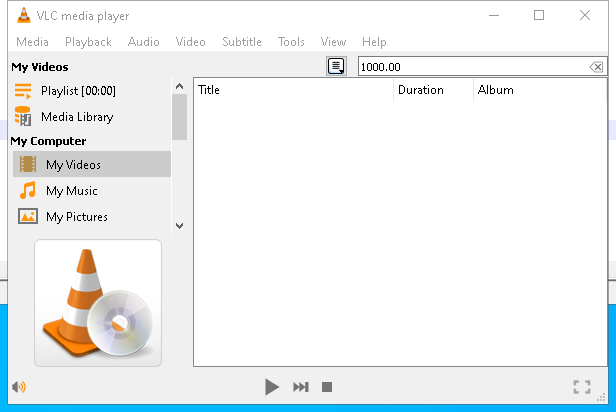 VLC media player
Media Playback Audio Video Subtitle Tools View Help
My Videos
1000.00
Playlist [00:00]
Media Library
My Computer
My Videos
My Music
My Pictures
Title Duration Album